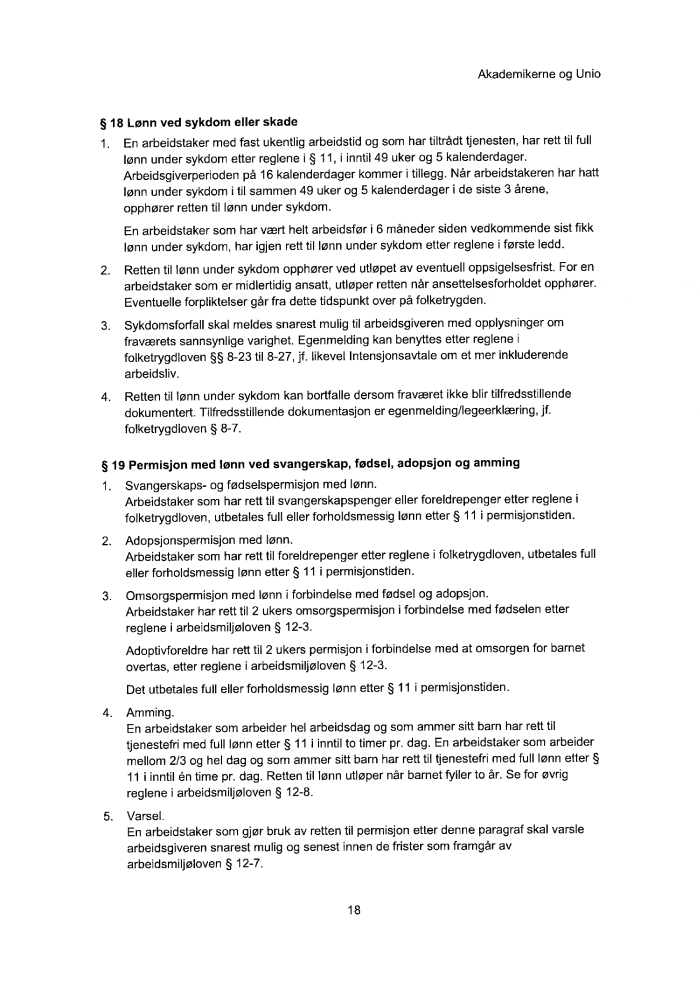 Akademikerne og Unio
§ 18 Lønn ved sykdom eller skade
1. En arbeidstaker med fast ukentlig arbeidstid og som har tiltrådt tjenesten, har rett til full
lønn under sykdom etter reglene i § 11, i inntil 49 uker og 5 kalenderdager.
Arbeidsgiverperioden på 16 kalenderdager kommer i tillegg. Når arbeidstakeren har hatt
lønn under sykdom i til sammen 49 uker og 5 kalenderdager i de siste 3 årene,
opphører retten til lønn under sykdom.
En arbeidstaker som har vært helt arbeidsfør i 6 måneder siden vedkommende sist fikk
lønn under sykdom, har igjen rett til lønn under sykdom etter reglene i første ledd.
2. Retten til lønn under sykdom opphører ved utløpet av eventuell oppsigelsesfrist. For en
arbeidstaker som er midlertidig ansatt, utløper retten når ansettelsesforholdet opphører.
Eventuelle forpliktelser går fra dette tidspunkt over på folketrygden.
3. Sykdomsforfall skal meldes snarest mulig til arbeidsgiveren med opplysninger om
fraværets sannsynlige varighet. Egenmelding kan benyttes etter reglene i
folketrygdloven §§ 8-23 til 8-27, jf. likevel Intensjonsavtale om et mer inkluderende
arbeidsliv.
4. Retten til lønn under sykdom kan bortfalle dersom fraværet ikke blir tilfredsstillende
dokumentert. Tilfredsstillende dokumentasjon er egenmelding/legeerklæring, jf.
folketrygdloven § 8-7.
§ 19 Permisjon med lønn ved svangerskap, fødsel, adopsjon og amming
1. Svangerskaps- og fødselspermisjon med lønn.
Arbeidstaker som har rett til svangerskapspenger eller foreldrepenger etter reglene i
folketrygdloven, utbetales full eller forholdsmessig lønn etter § 11 i permisjonstiden.
2. Adopsjonspermisjon med lønn.
Arbeidstaker som har rett til foreldrepenger etter reglene i folketrygdloven, utbetales full
eller forholdsmessig lønn etter § 11 i permisjonstiden.
3. Omsorgspermisjon med lønn i forbindelse med fødsel og adopsjon.
Arbeidstaker har rett til 2 ukers omsorgspermisjon i forbindelse med fødselen etter
reglene i arbeidsmiljøloven § 12-3.
Adoptivforeldre har rett til 2 ukers permisjon i forbindelse med at omsorgen for barnet
overtas, etter reglene i arbeidsmiljøloven § 12-3.
Det utbetales full eller forholdsmessig lønn etter § 11 i permisjonstiden.
4. Amming.
En arbeidstaker som arbeider hel arbeidsdag og som ammer sitt barn har rett til
tjenestefri med full lønn etter § 11 i inntil to timer pr. dag. En arbeidstaker som arbeider
mellom 2/3 og hel dag og som ammer sitt barn har rett til tjenestefri med full lønn etter §
11 i inntil én time pr. dag. Retten til lønn utløper når barnet fyller to år. Se for øvrig
reglene i arbeidsmiljøloven § 12-8.
5. Varsel.
En arbeidstaker som gjør bruk av retten til permisjon etter denne paragraf skal varsle
arbeidsgiveren snarest mulig og senest innen de frister som framgår av
arbeidsmiljøloven § 12-7.
18